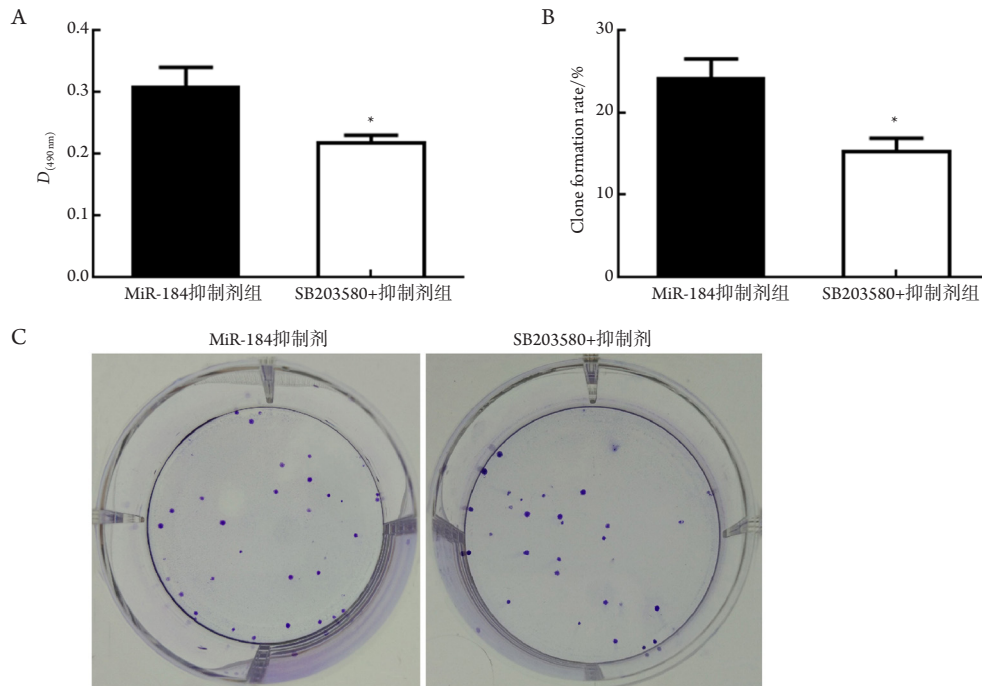 A
D(490 nm)
0.4
0.3
0.2
0.1
0.0
*
MiR-184抑制剂组
SB203580+抑制剂组
B
Clone formation rate/%
30
20
10
0
*
MiR-184抑制剂组
SB203580+抑制剂组
C
MiR-184抑制剂
SB203580+抑制剂